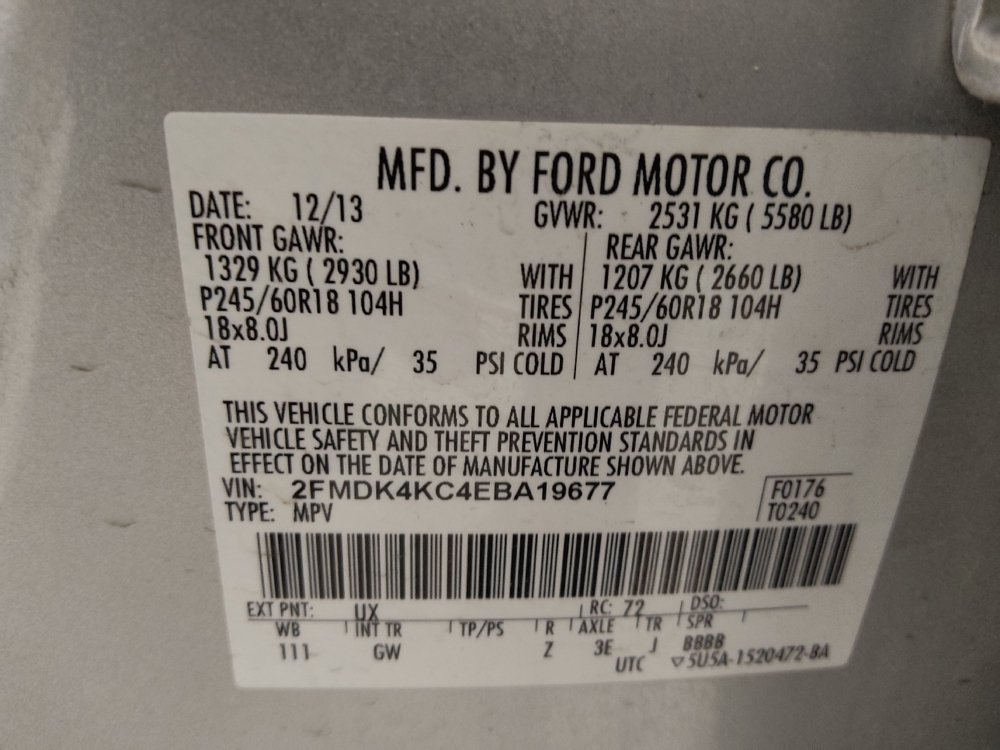 MFD. BY FORD MOTOR CO.
DATE: 12/13 GVWR: 2531 KG ( 5580 LB)
FRONT GAWR: REAR GAWR:
1329 KG ( 2930 LB) WITH 1207 KG ( 2660 LB) WITH
P245/60R18 104H TIRES P245/60R18 104H TIRES
18x8.0J RIMS 18x8.0J RIMS
AT 240 kPa/ 35 PSI COLD AT 240 kPa/ 35 PSI COLD
THIS VEHICLE CONFORMS TO ALL APPLICABLE FEDERAL MOTOR
VEHICLE SAFETY AND THEFT PREVENTION STANDARDS IN
EFFECT ON THE DATE OF MANUFACTURE SHOWN ABOVE.
VIN: 2FMDK4KC4EBA19677 F0176
TYPE: MPV T0240
EXT PNT: UX RC: 72 DSO:
WB INT TR TP/PS R AXLE TR SPR
111 GW Z 3E J BBBB
UTC ▽5U5A-1520472-BA